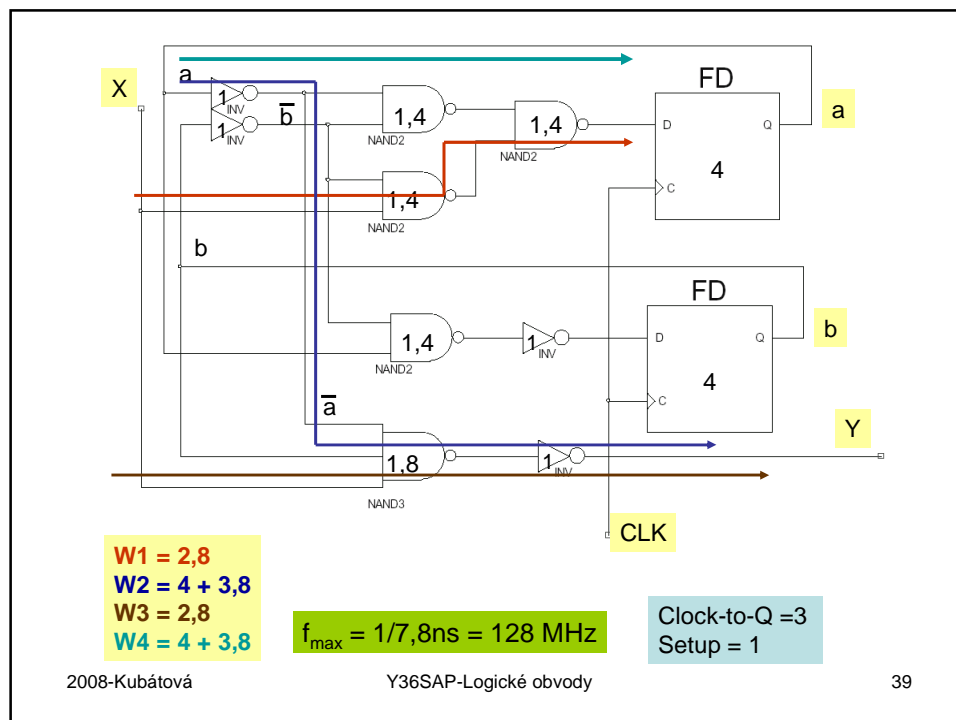 FD
a
X
1
INV
b
1
INV
1,4
NAND2
1,4
NAND2
D
Q
a
4
C
1,4
NAND2
b
FD
b
1,4
NAND2
1
INV
D
Q
4
C
a
1,8
NAND3
1
INV
Y
CLK
W1 = 2,8
W2 = 4 + 3,8
W3 = 2,8
W4 = 4 + 3,8
fmax = 1/7,8ns = 128 MHz
Clock-to-Q =3
Setup = 1
2008-Kubátová
Y36SAP-Logické obvody
39